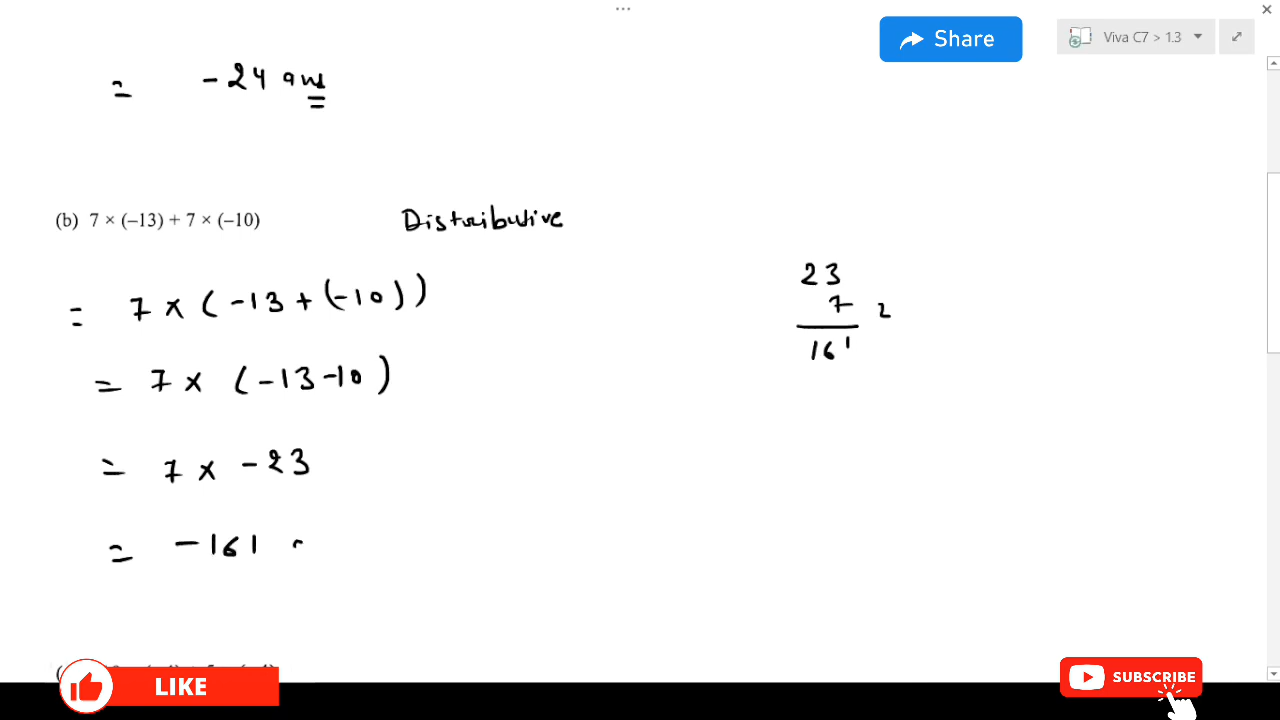 Share
Viva C7 > 1.3
= -24 ans
(b) 7 × (–13) + 7 × (–10) Distributive
= 7 × (-13 + (-10))
= 7 × (-13-10)
= 7 × -23
= -161
23
7 2
161
LIKE
SUBSCRIBE